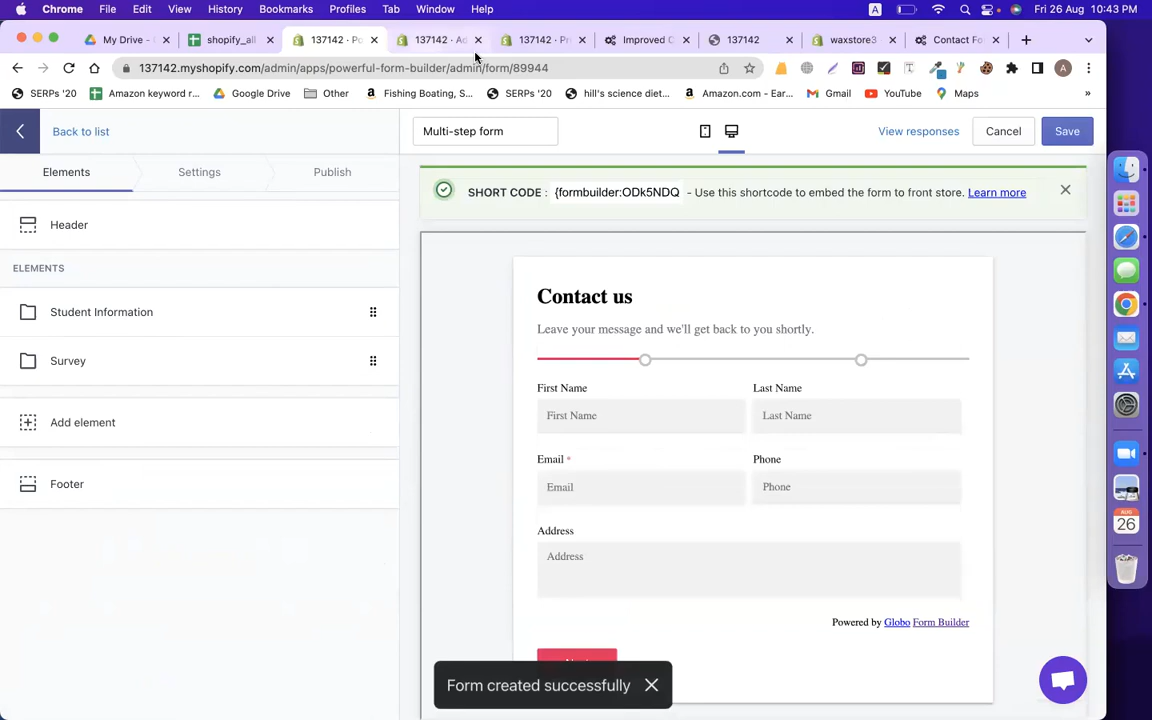 Chrome File Edit View History Bookmarks Profiles Tab Window Help A Fri 26 Aug 10:43 PM
My Drive - shopify_all 137142 · Po 137142 · Ad 137142 · Pr Improved C 137142 waxstore3 Contact Fo
137142.myshopify.com/admin/apps/powerful-form-builder/admin/form/89944 A
SERPs '20 Amazon keyword r... Google Drive Other Fishing Boating, S... SERPs '20 hill's science diet... Amazon.com - Ear... Gmail YouTube Maps »
Back to list Multi-step form View responses Cancel Save
Elements Settings Publish
SHORT CODE : {formbuilder:ODk5NDQ - Use this shortcode to embed the form to front store. Learn more
Header
ELEMENTS
Student Information
Survey
Add element
Footer
Contact us
Leave your message and we'll get back to you shortly.
First Name Last Name
First Name Last Name
Email * Phone
Email Phone
Address
Address
Powered by Globo Form Builder
Form created successfully
AUG
26